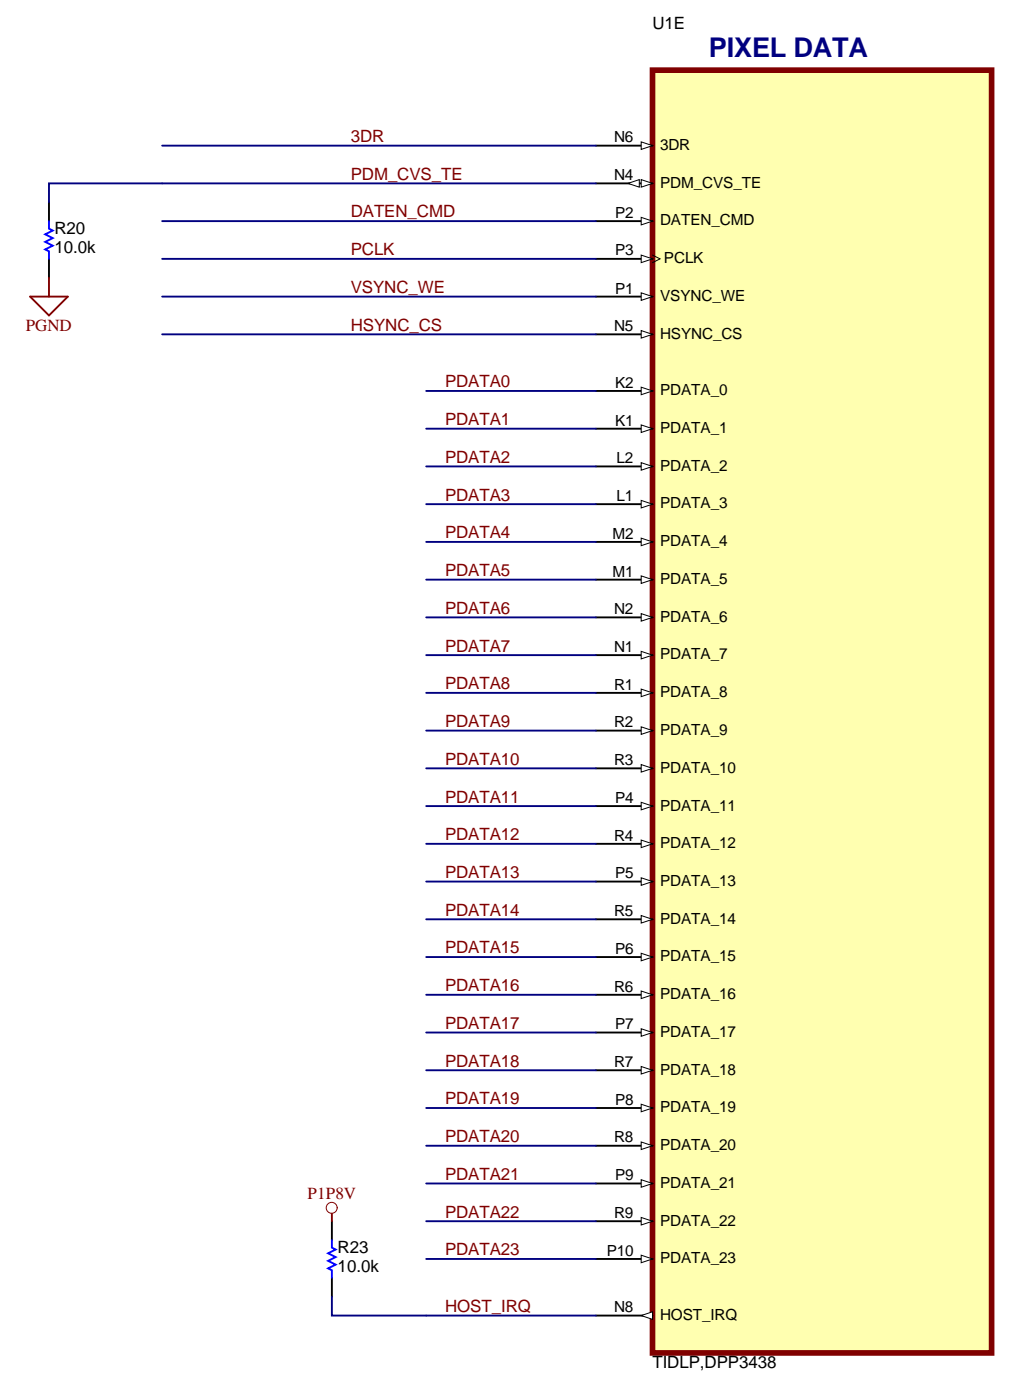 U1E
PIXEL DATA
3DR N6 3DR
PDM_CVS_TE N4 PDM_CVS_TE
R20
10.0k
PGND
DATEN_CMD P2 DATEN_CMD
PCLK P3 PCLK
VSYNC_WE P1 VSYNC_WE
HSYNC_CS N5 HSYNC_CS
PDATA0 K2 PDATA_0
PDATA1 K1 PDATA_1
PDATA2 L2 PDATA_2
PDATA3 L1 PDATA_3
PDATA4 M2 PDATA_4
PDATA5 M1 PDATA_5
PDATA6 N2 PDATA_6
PDATA7 N1 PDATA_7
PDATA8 R1 PDATA_8
PDATA9 R2 PDATA_9
PDATA10 R3 PDATA_10
PDATA11 P4 PDATA_11
PDATA12 R4 PDATA_12
PDATA13 P5 PDATA_13
PDATA14 R5 PDATA_14
PDATA15 P6 PDATA_15
PDATA16 R6 PDATA_16
PDATA17 P7 PDATA_17
PDATA18 R7 PDATA_18
PDATA19 P8 PDATA_19
PDATA20 R8 PDATA_20
PDATA21 P9 PDATA_21
PDATA22 R9 PDATA_22
PDATA23 P10 PDATA_23
P1P8V
R23
10.0k
HOST_IRQ N8 HOST_IRQ
TIDLP,DPP3438